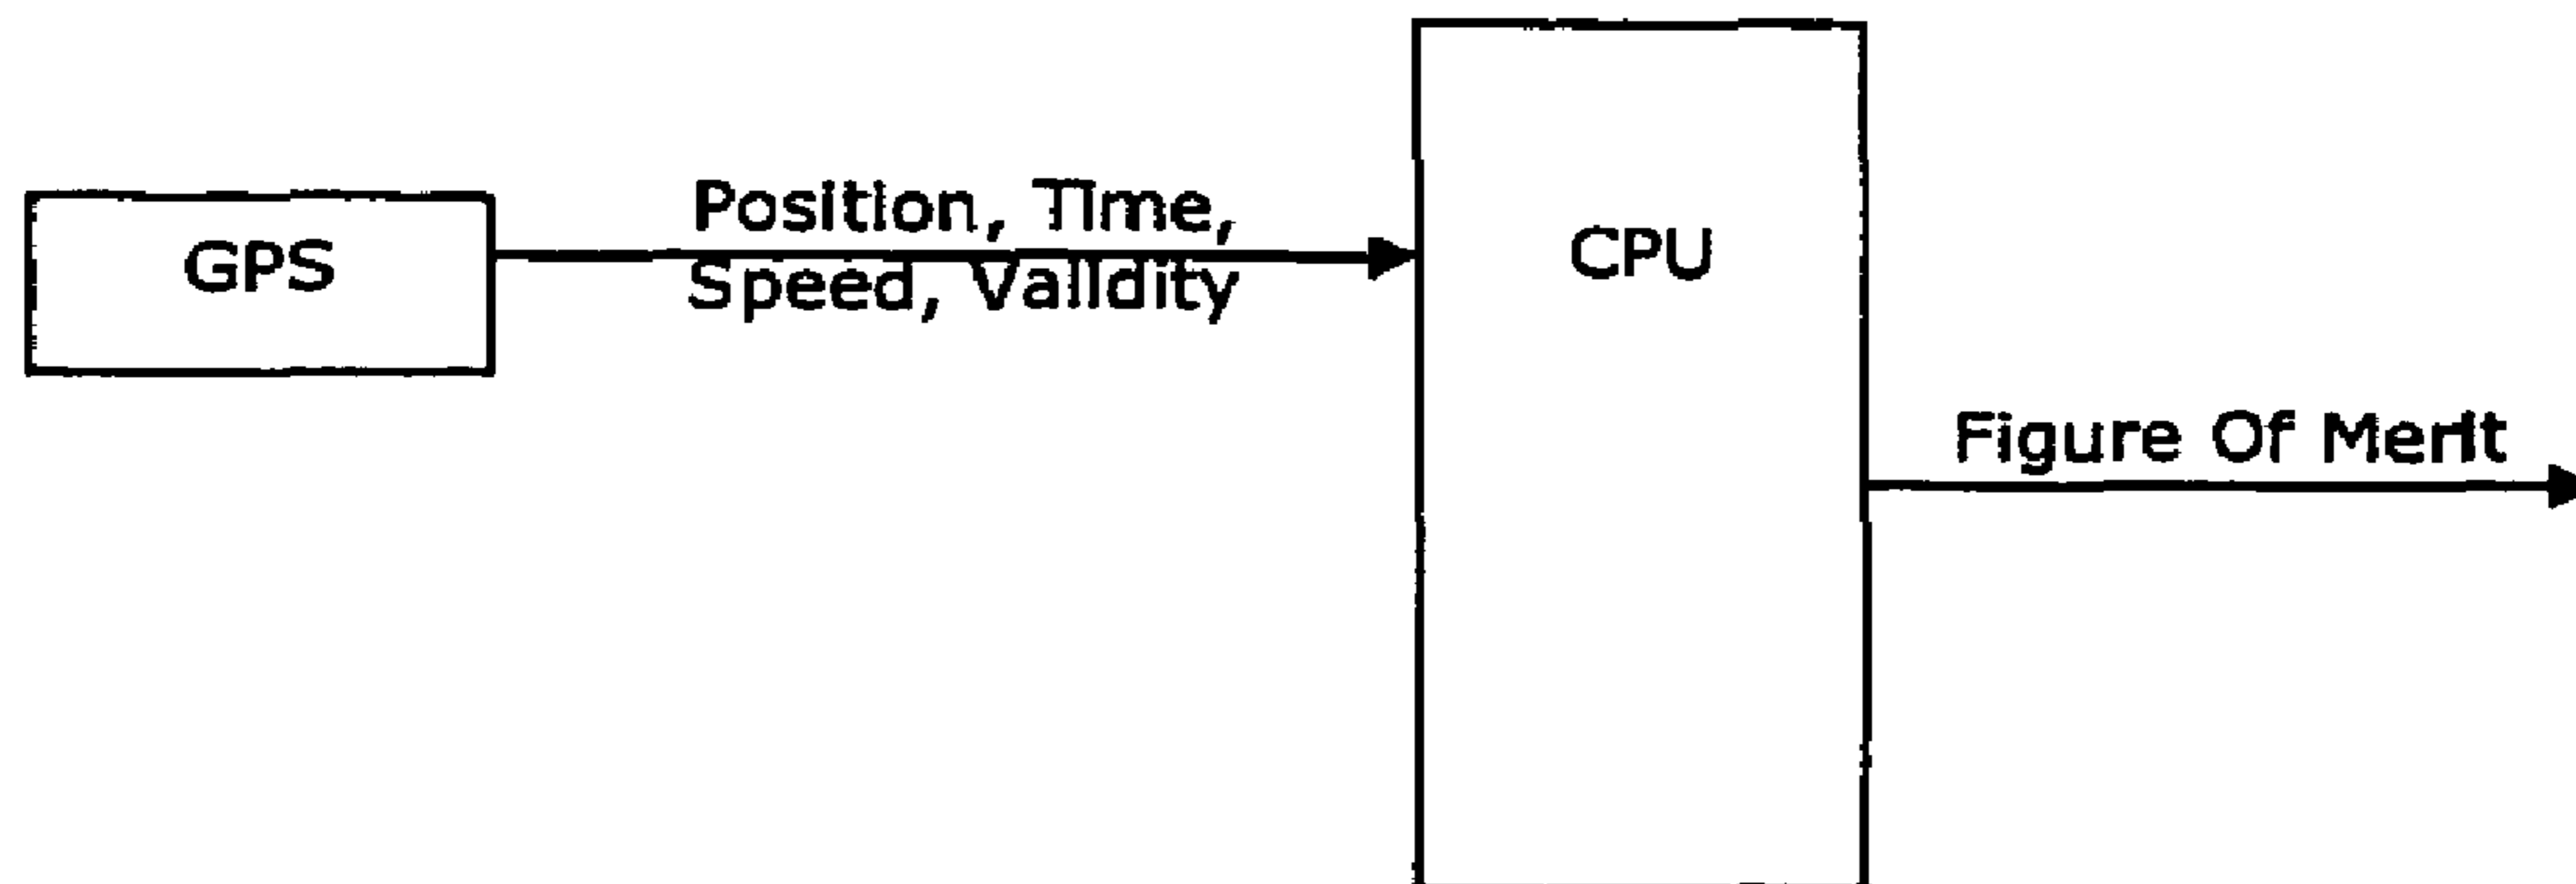 GPS
Position, Time,
Speed, Validity
CPU
Figure Of Merit